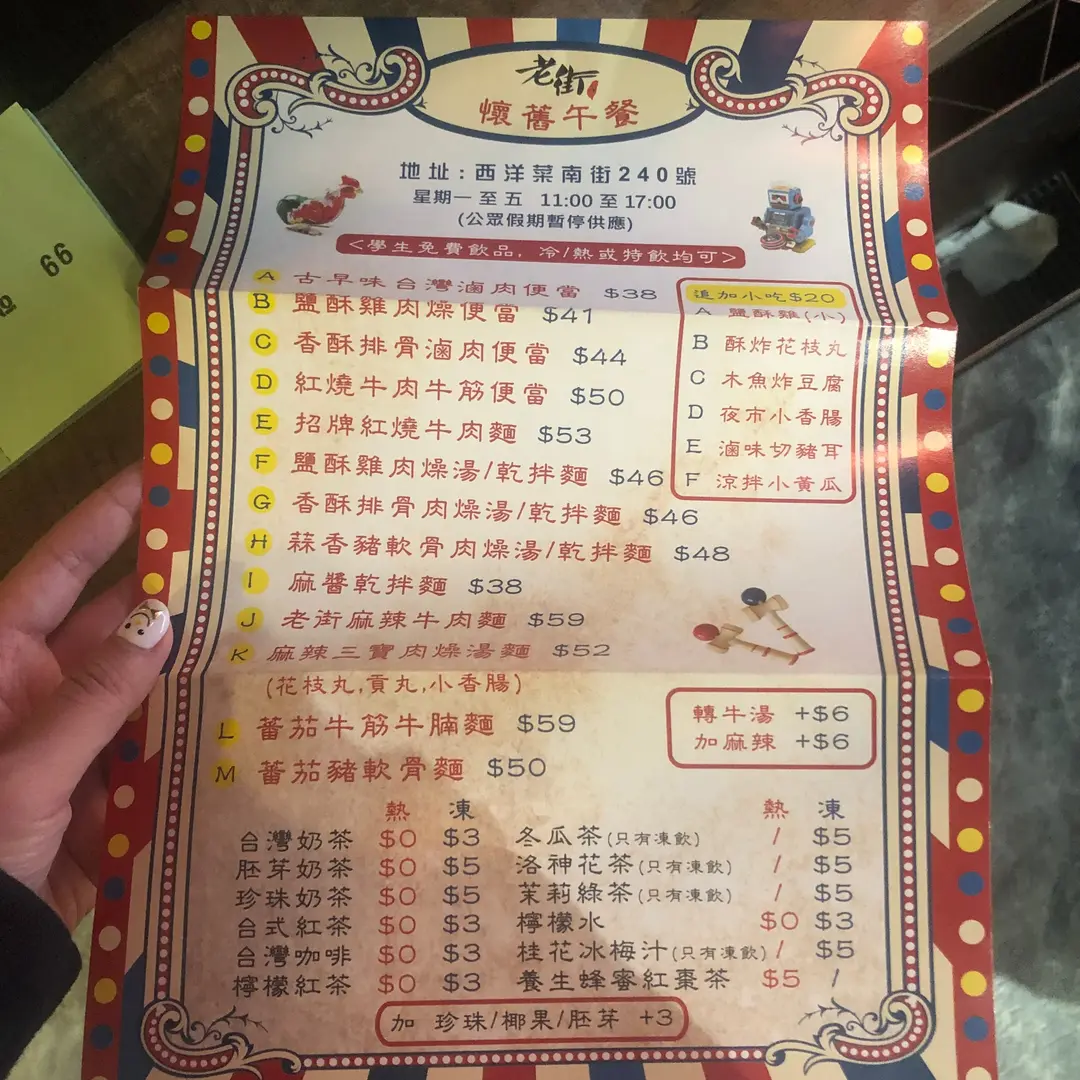 66
老街
懷舊午餐
地址：西洋菜南街240號
星期一至五 11:00至17:00
(公眾假期暫停供應)
<學生免費飲品，冷/熱或特飲均可>
A 古早味台灣滷肉便當 $38
B 鹽酥雞肉燥便當 $41
C 香酥排骨滷肉便當 $44
D 紅燒牛肉牛筋便當 $50
E 招牌紅燒牛肉麵 $53
F 鹽酥雞肉燥湯/乾拌麵 $46
G 香酥排骨肉燥湯/乾拌麵 $46
H 蒜香豬軟骨肉燥湯/乾拌麵 $48
I 麻醬乾拌麵 $38
J 老街麻辣牛肉麵 $59
K 麻辣三寶肉燥湯麵 $52
(花枝丸,貢丸,小香腸)
L 蕃茄牛筋牛腩麵 $59
M 蕃茄豬軟骨麵 $50
追加小吃$20
A 鹽酥雞(小)
B 酥炸花枝丸
C 木魚炸豆腐
D 夜市小香腸
E 滷味切豬耳
F 涼拌小黃瓜
轉牛湯 +$6
加麻辣 +$6
熱 凍
台灣奶茶 $0 $3
胚芽奶茶 $0 $5
珍珠奶茶 $0 $5
台式紅茶 $0 $3
台灣咖啡 $0 $3
檸檬紅茶 $0 $3
熱 凍
冬瓜茶(只有凍飲) / $5
洛神花茶(只有凍飲) / $5
茉莉綠茶(只有凍飲) / $5
檸檬水 $0 $3
桂花冰梅汁(只有凍飲) / $5
養生蜂蜜紅棗茶 $5 /
加 珍珠/椰果/胚芽 +3